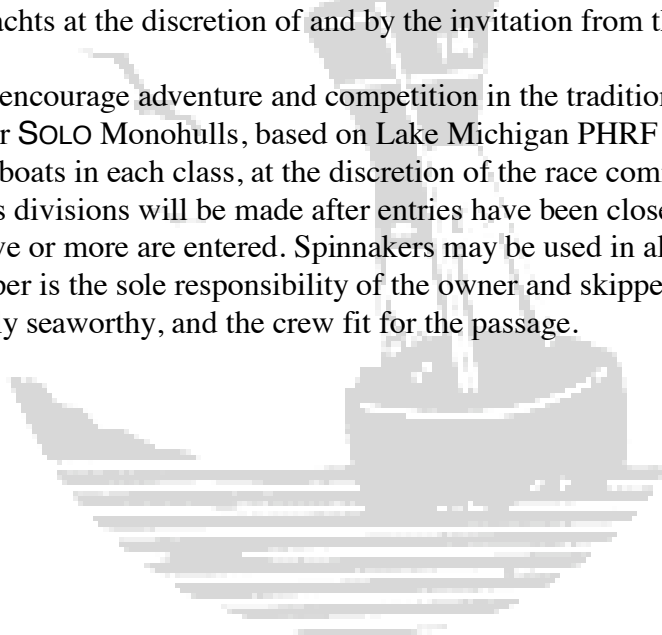 achts at the discretion of and by the invitation from t
encourage adventure and competition in the tradition
r SOLO Monohulls, based on Lake Michigan PHRF
boats in each class, at the discretion of the race com
s divisions will be made after entries have been close
ve or more are entered. Spinnakers may be used in al
per is the sole responsibility of the owner and skippe
ly seaworthy, and the crew fit for the passage.